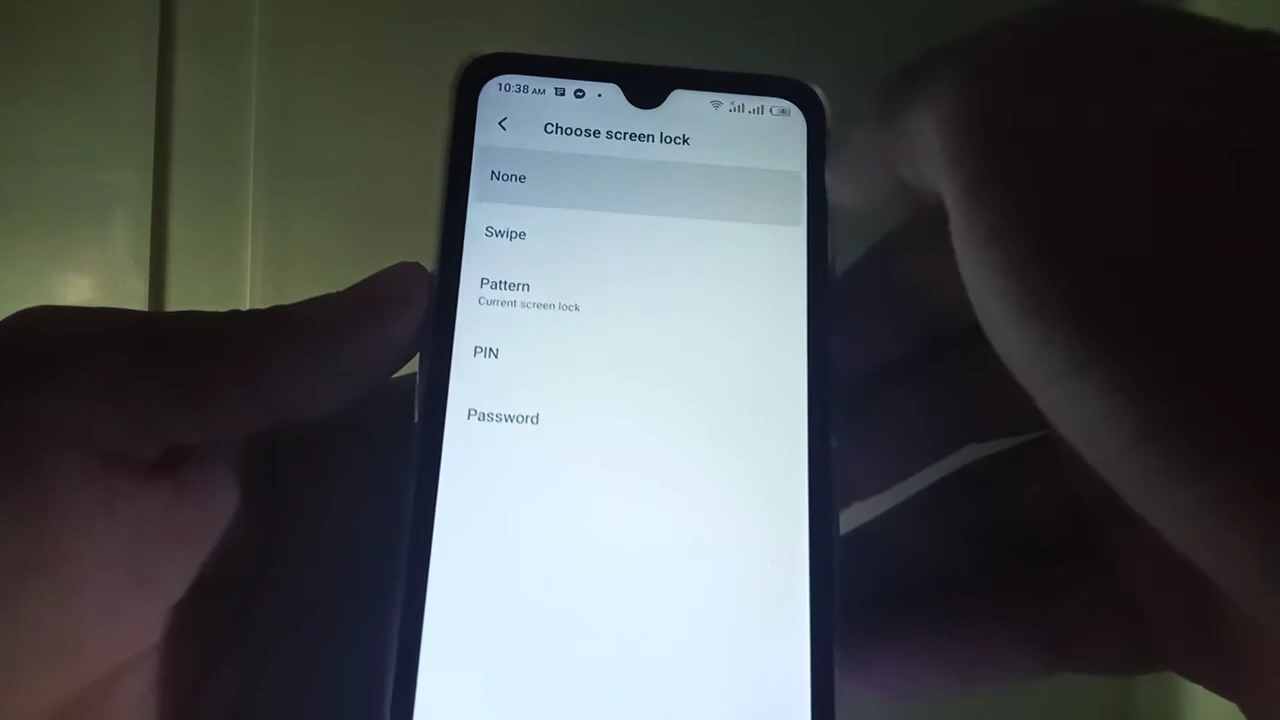 10:38 AM
Choose screen lock
None
Swipe
Pattern
Current screen lock
PIN
Password